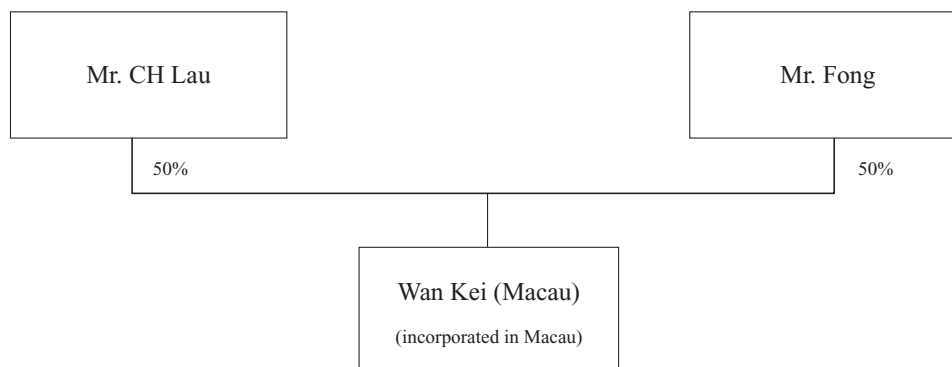 Mr. CH Lau
Mr. Fong
50%
50%
Wan Kei (Macau)
(incorporated in Macau)